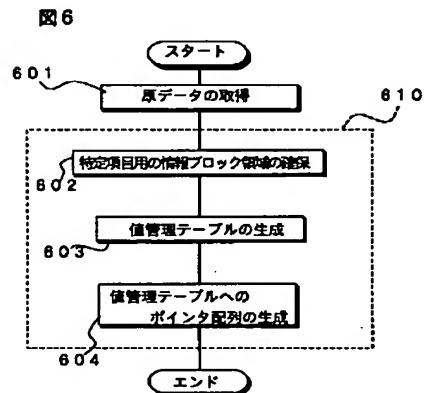 図6
スタート
601
原データの取得
610
特定項目用の情報ブロック領域の確保
602
値管理テーブルの生成
603
値管理テーブルへの
ポインタ配列の生成
604
エンド